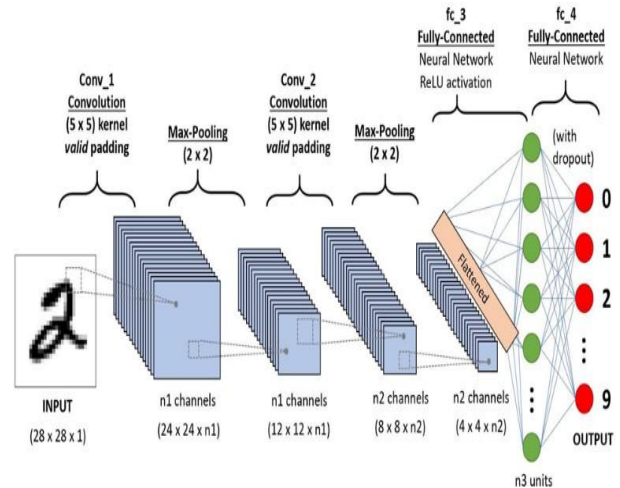 fc_3
Fully-Connected
Neural Network
ReLU activation
fc_4
Fully-Connected
Neural Network
Conv_1
Convolution
(5 x 5) kernel
valid padding
Max-Pooling
(2 x 2)
Conv_2
Convolution
(5 x 5) kernel
valid padding
Max-Pooling
(2 x 2)
(with
dropout)
Flattened
0
1
2
9
OUTPUT
2
INPUT
(28 x 28 x 1)
n1 channels
(24 x 24 x n1)
n1 channels
(12 x 12 x n1)
n2 channels
(8 x 8 x n2)
n2 channels
(4 x 4 x n2)
n3 units